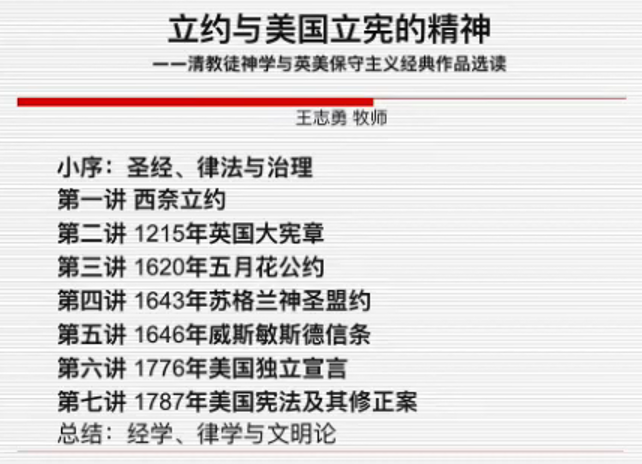 立约与美国立宪的精神
——清教徒神学与英美保守主义经典作品选读
王志勇 牧师
小序：圣经、律法与治理
第一讲 西奈立约
第二讲 1215年英国大宪章
第三讲 1620年五月花公约
第四讲 1643年苏格兰神圣盟约
第五讲 1646年威斯敏斯德信条
第六讲 1776年美国独立宣言
第七讲 1787年美国宪法及其修正案
总结：经学、律学与文明论